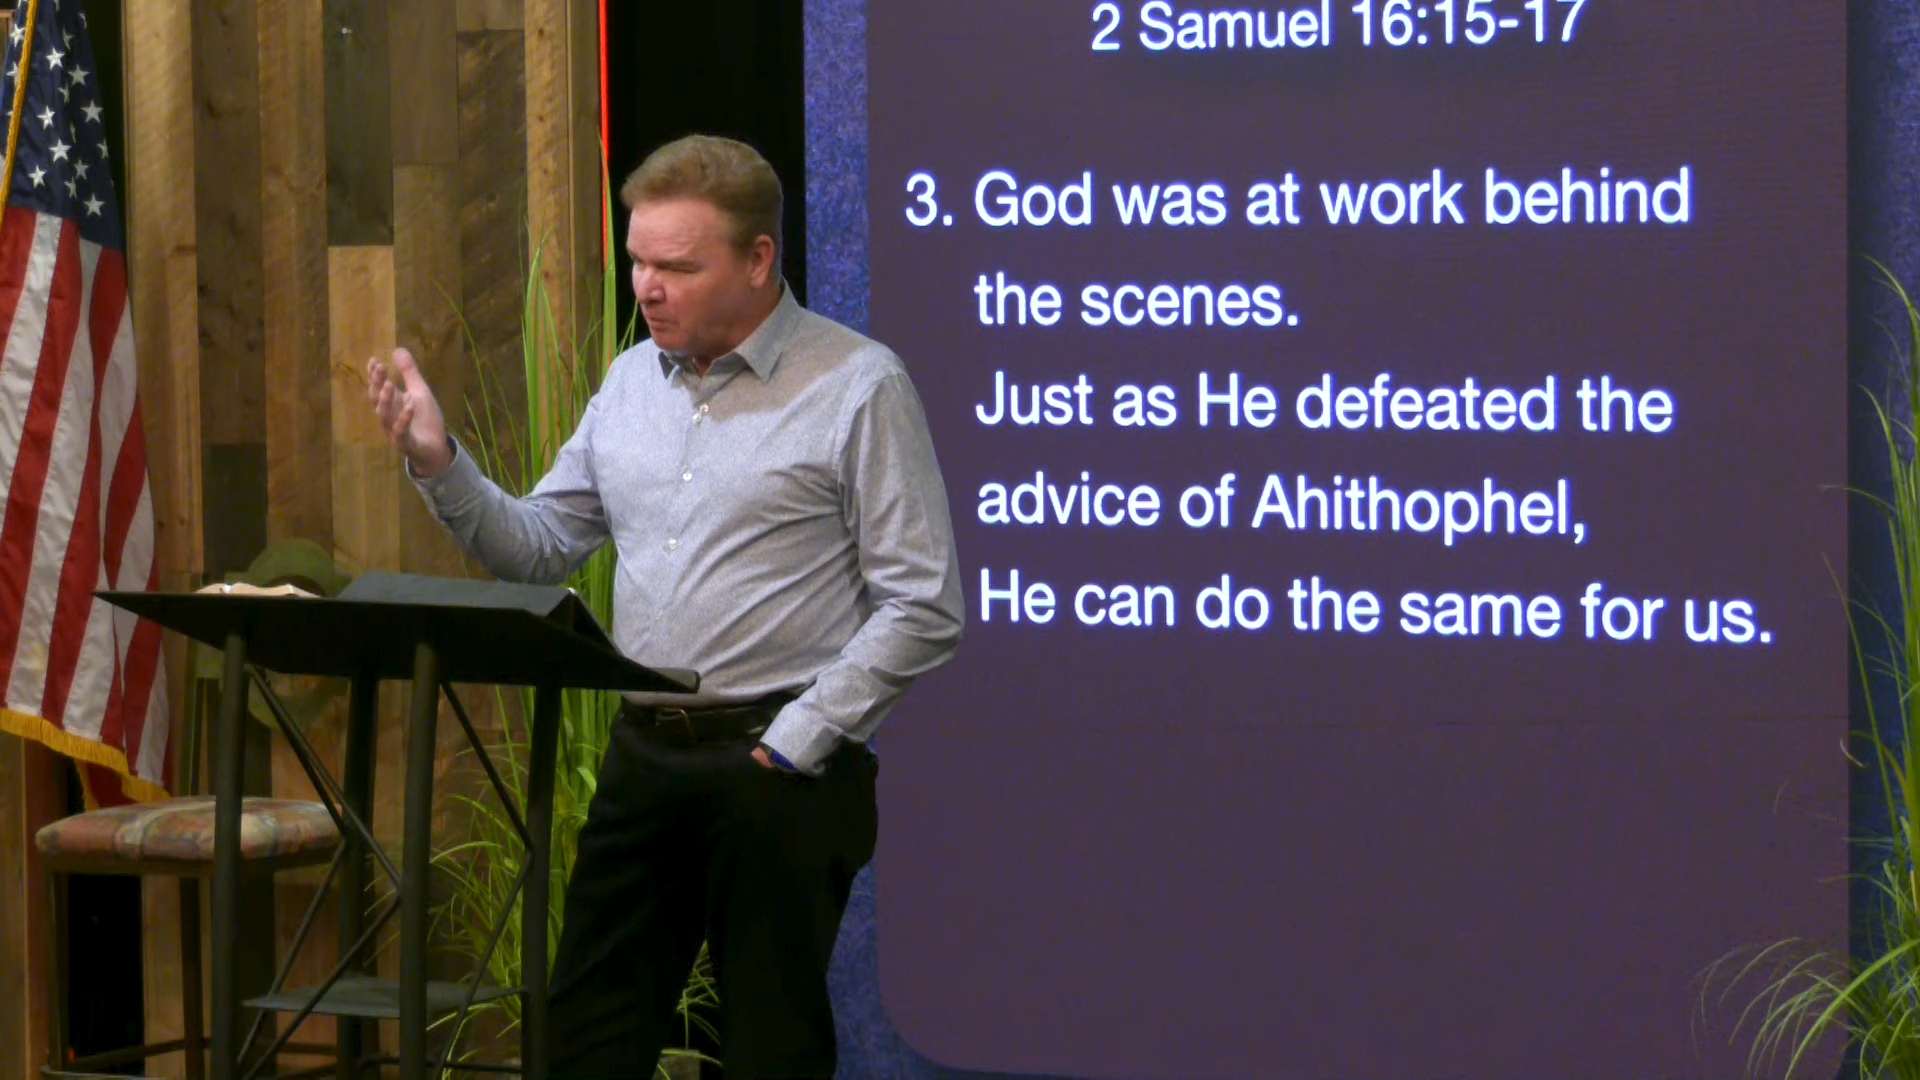 2 Samuel 16:15-17
3. God was at work behind
the scenes.
Just as He defeated the
advice of Ahithophel,
He can do the same for us.